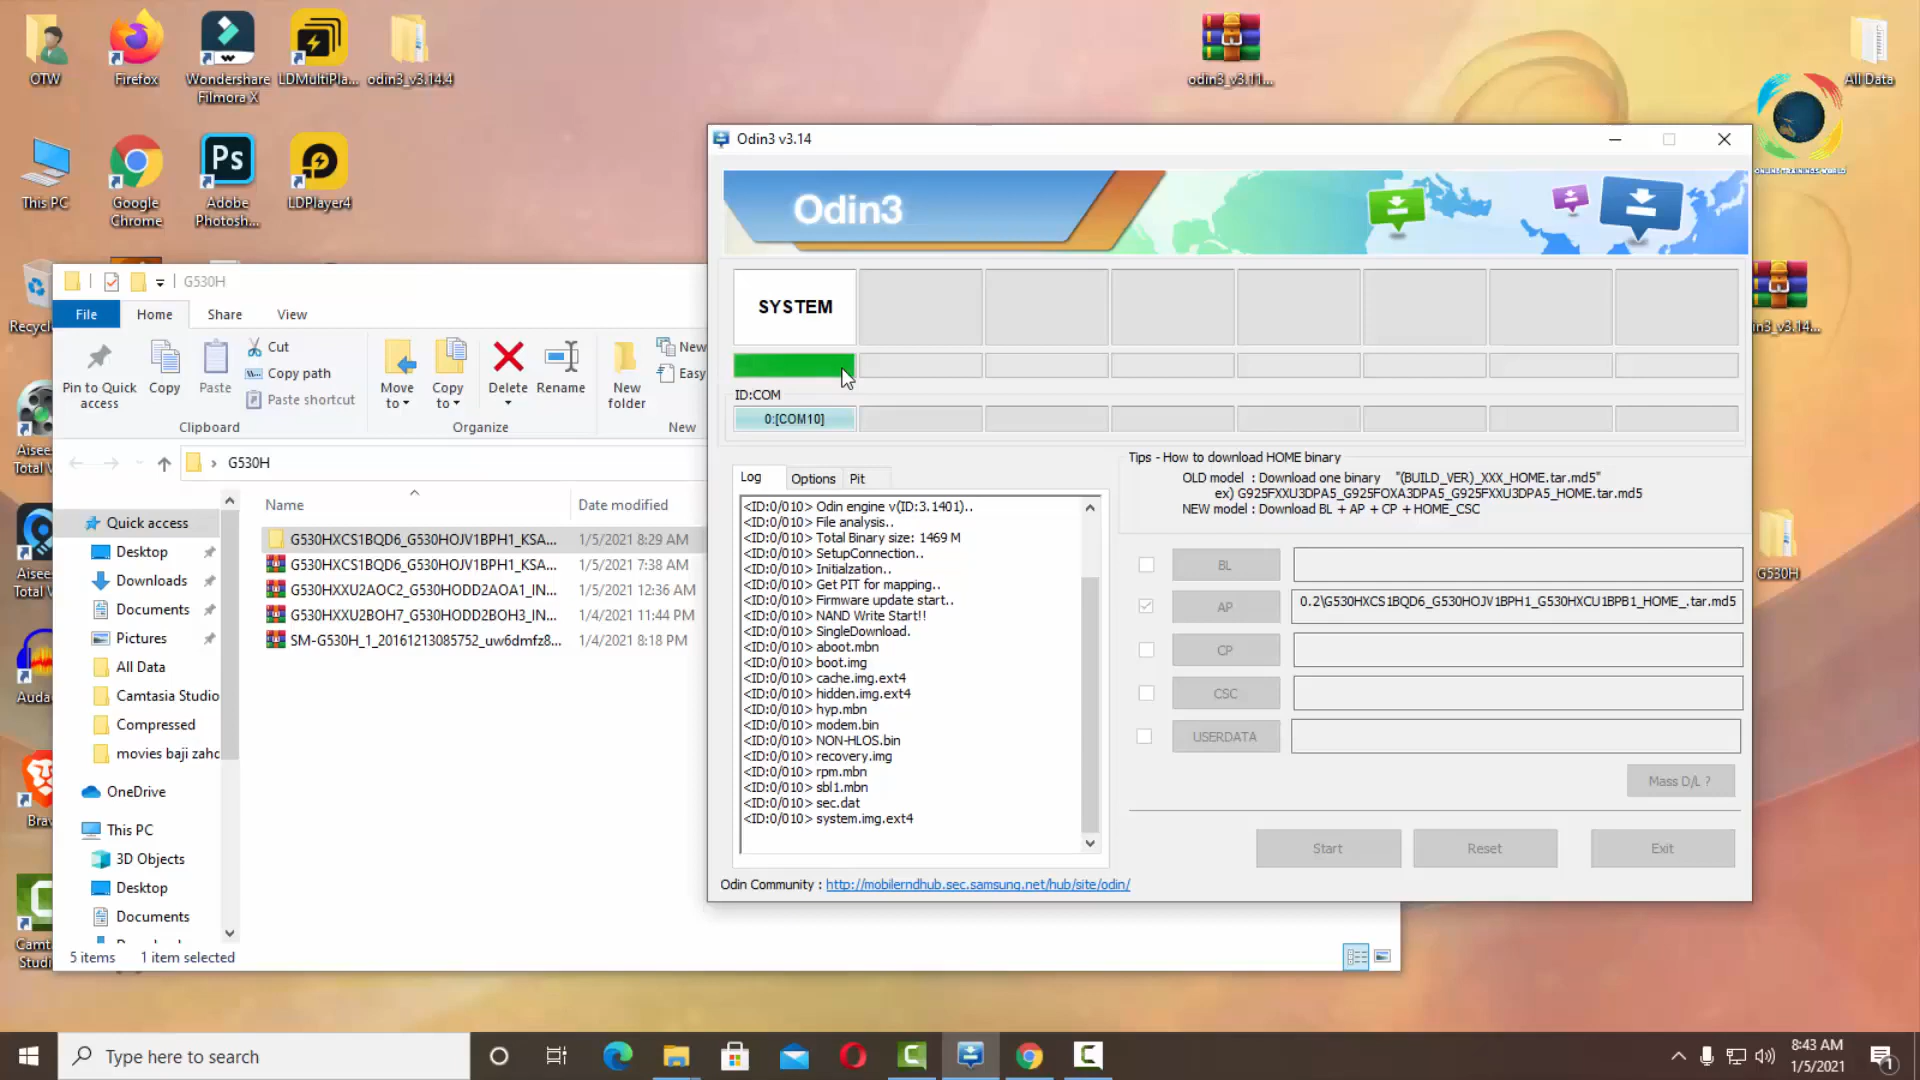 OTW
Firefox
Wondershare
Filmora X
LDMultiPla...
odin3_v3.14.4
odin3_v3.11...
All Data
This PC
Google
Chrome
Adobe
Photosh...
LDPlayer4
ONLINE TRAININGS WORLD
G530H
File
Home
Share
View
Pin to Quick
access
Copy
Paste
Cut
Copy path
Paste shortcut
Move
to
Copy
to
Delete
Rename
New
folder
New
Easy
Clipboard
Organize
New
G530H
Name
Date modified
Quick access
Desktop
Downloads
Documents
Pictures
All Data
Camtasia Studio
Compressed
movies baji zahc
OneDrive
This PC
3D Objects
Desktop
Documents
G530HXCS1BQD6_G530HOJV1BPH1_KSA... 1/5/2021 8:29 AM
G530HXCS1BQD6_G530HOJV1BPH1_KSA... 1/5/2021 7:38 AM
G530HXXU2AOC2_G530HODD2AOA1_IN... 1/5/2021 12:36 AM
G530HXXU2BOH7_G530HODD2BOH3_IN... 1/4/2021 11:44 PM
SM-G530H_1_20161213085752_uw6dmfz8... 1/4/2021 8:18 PM
5 items 1 item selected
Odin3 v3.14
Odin3
SYSTEM
ID:COM
0:[COM10]
Log
Options
Pit
<ID:0/010> Odin engine v(ID:3.1401)..
<ID:0/010> File analysis..
<ID:0/010> Total Binary size: 1469 M
<ID:0/010> SetupConnection..
<ID:0/010> Initialzation..
<ID:0/010> Get PIT for mapping..
<ID:0/010> Firmware update start..
<ID:0/010> NAND Write Start!!
<ID:0/010> SingleDownload.
<ID:0/010> aboot.mbn
<ID:0/010> boot.img
<ID:0/010> cache.img.ext4
<ID:0/010> hidden.img.ext4
<ID:0/010> hyp.mbn
<ID:0/010> modem.bin
<ID:0/010> NON-HLOS.bin
<ID:0/010> recovery.img
<ID:0/010> rpm.mbn
<ID:0/010> sbl1.mbn
<ID:0/010> sec.dat
<ID:0/010> system.img.ext4
Tips - How to download HOME binary
OLD model : Download one binary "(BUILD_VER)_XXX_HOME.tar.md5"
ex) G925FXXU3DPA5_G925FOXA3DPA5_G925FXXU3DPA5_HOME.tar.md5
NEW model : Download BL + AP + CP + HOME_CSC
BL
AP
0.2\G530HXCS1BQD6_G530HOJV1BPH1_G530HXCU1BPB1_HOME_.tar.md5
CP
CSC
USERDATA
Mass D/L ?
Start
Reset
Exit
Odin Community : http://mobilerndhub.sec.samsung.net/hub/site/odin/
G530H
Type here to search
8:43 AM
1/5/2021
1